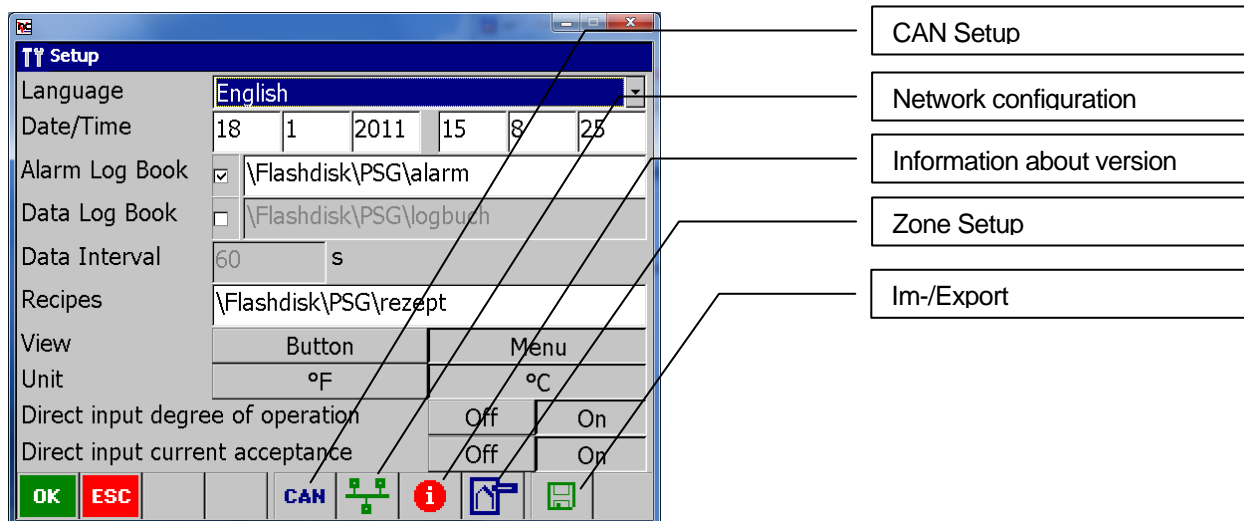 Setup
Language English
Date/Time 18 1 2011 15 8 25
Alarm Log Book \Flashdisk\PSG\alarm
Data Log Book \Flashdisk\PSG\logbuch
Data Interval 60 s
Recipes \Flashdisk\PSG\rezept
View Button Menu
Unit °F °C
Direct input degree of operation Off On
Direct input current acceptance Off On
OK ESC CAN i
CAN Setup
Network configuration
Information about version
Zone Setup
Im-/Export